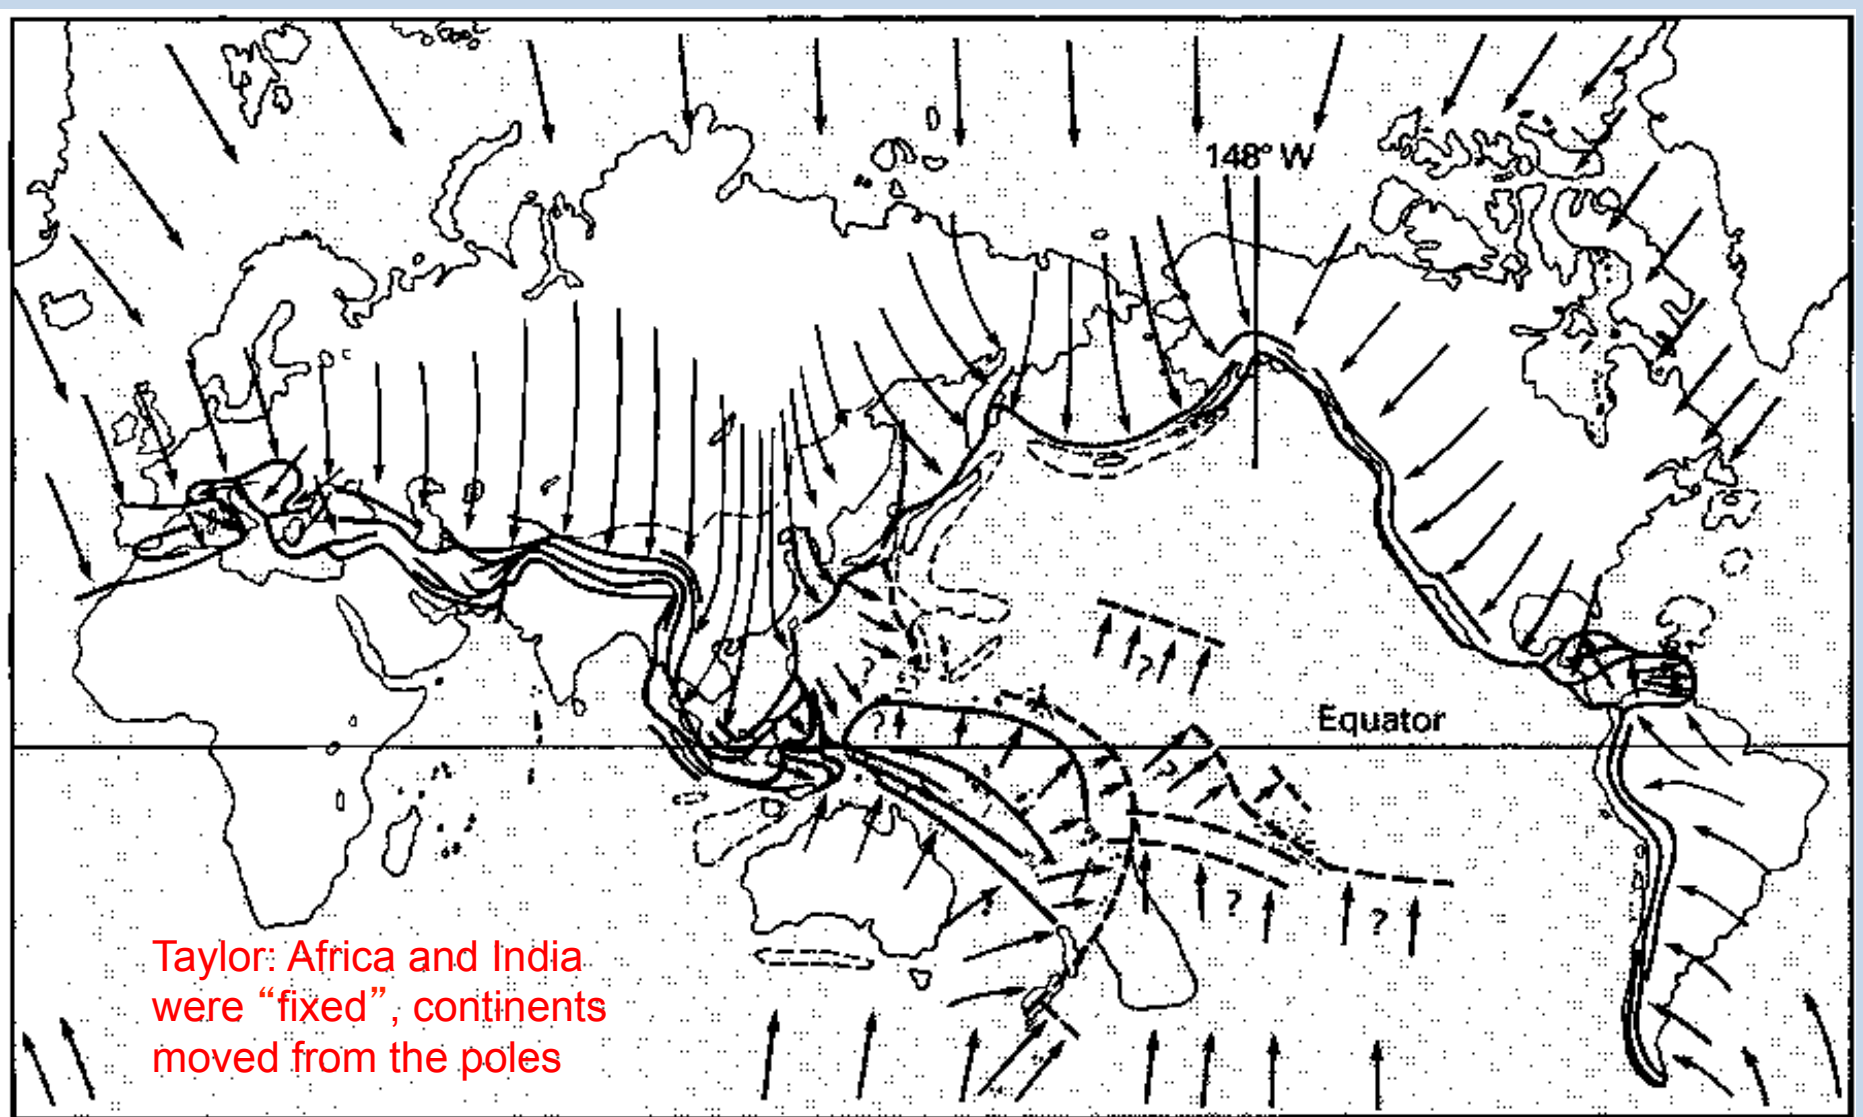 148° W
?
?
?
?
Equator
?
?
?
Taylor: Africa and India
were “fixed”, continents
moved from the poles